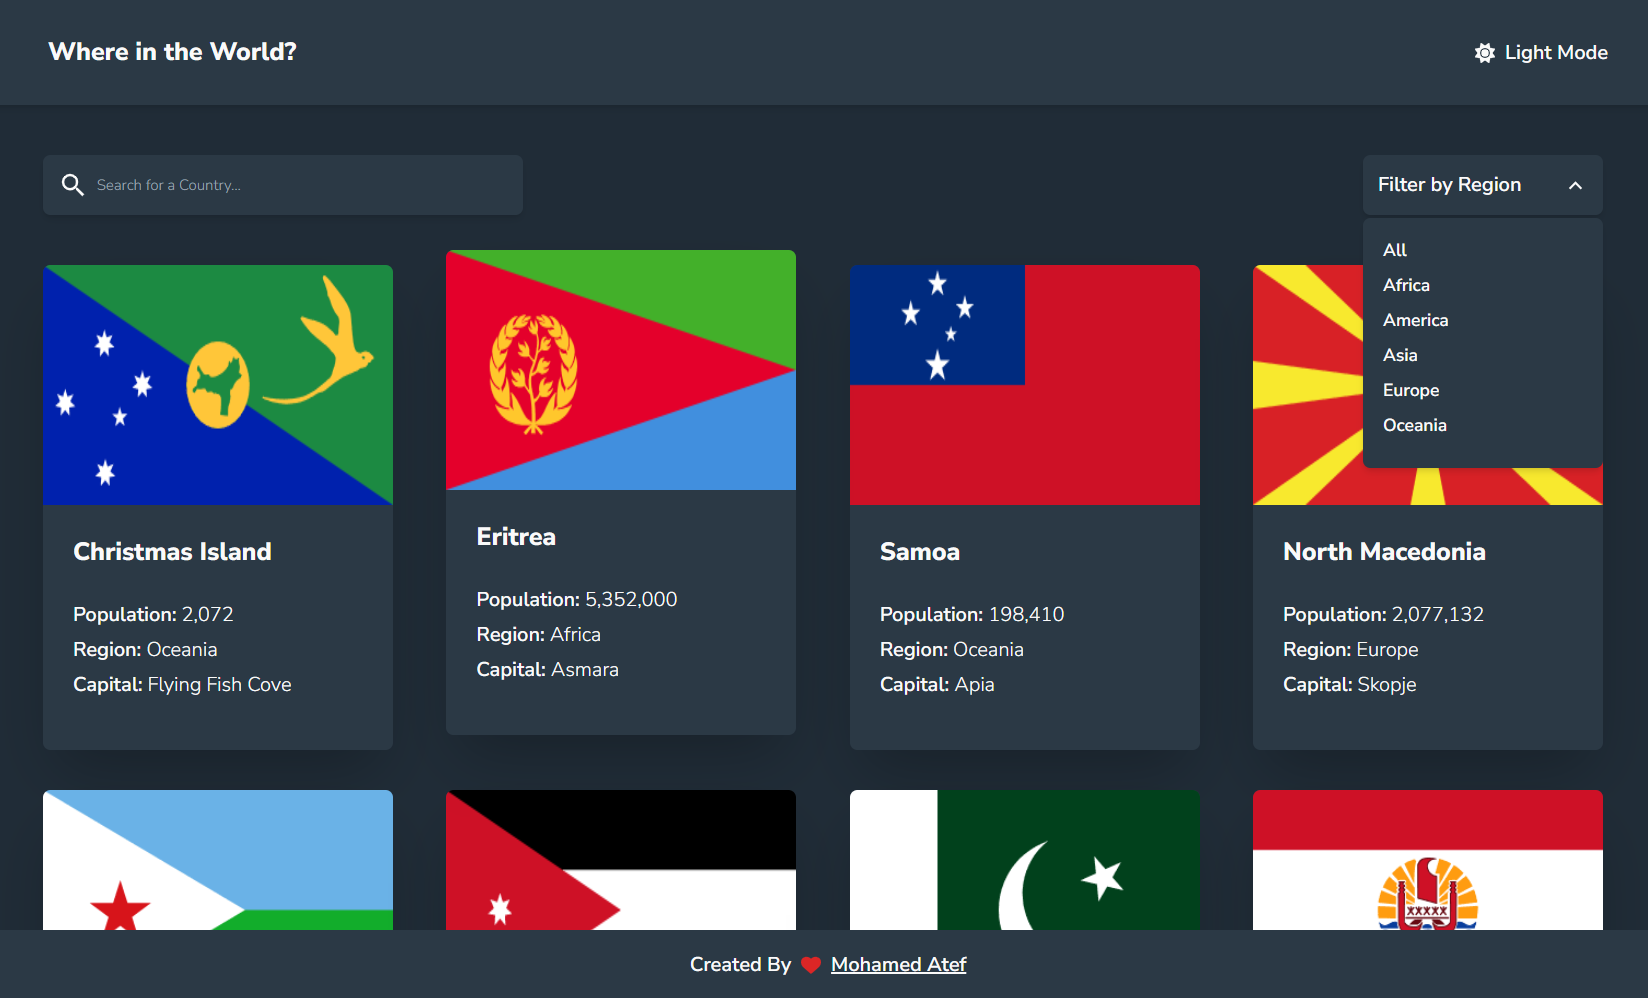 Where in the World?
Light Mode
Search for a Country...
Filter by Region
All
Africa
America
Asia
Europe
Oceania
Christmas Island
Population: 2,072
Region: Oceania
Capital: Flying Fish Cove
Eritrea
Population: 5,352,000
Region: Africa
Capital: Asmara
Samoa
Population: 198,410
Region: Oceania
Capital: Apia
North Macedonia
Population: 2,077,132
Region: Europe
Capital: Skopje
Created By Mohamed Atef